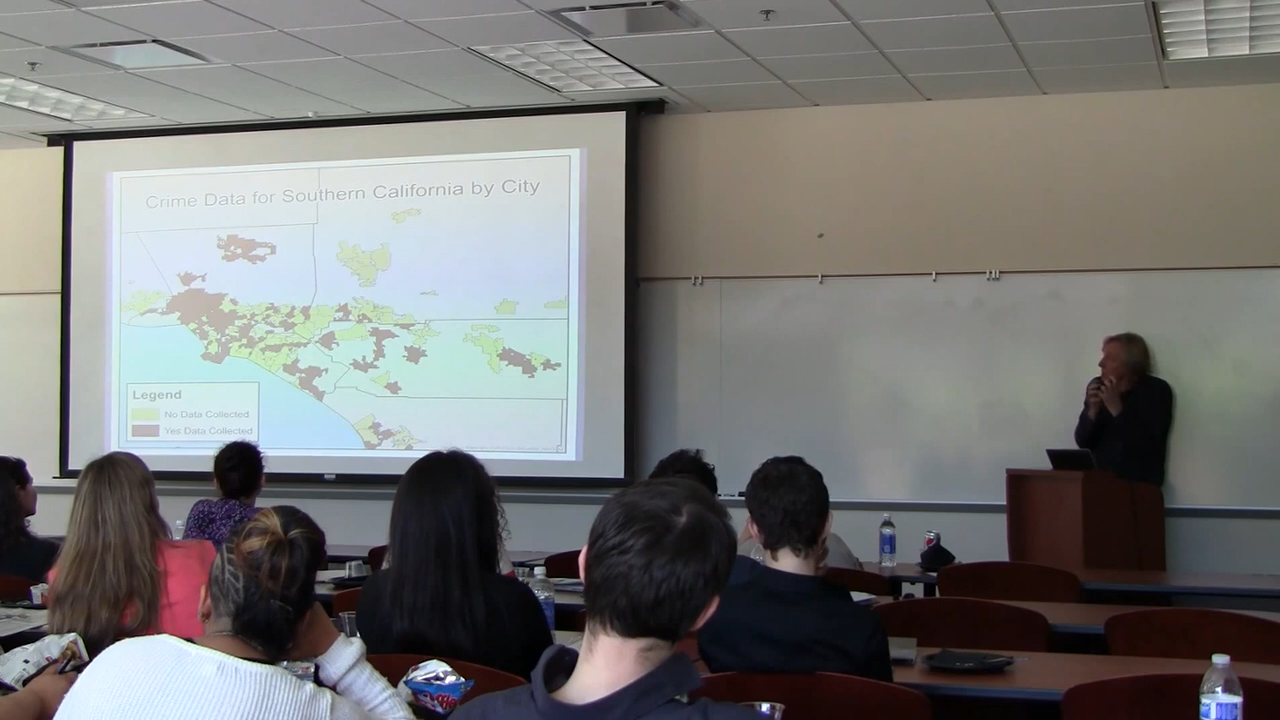 Crime Data for Southern California by City
Legend
No Data Collected
Yes Data Collected